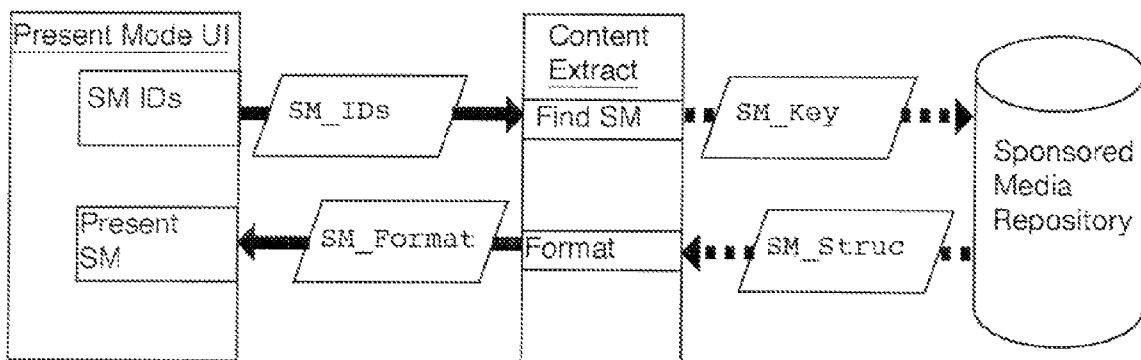 Present Mode UI
SM IDs
SM_IDs
Content
Extract
Find SM
SM_Key
Sponsored
Media
Repository
Present
SM
SM_Format
Format
SM_Struc